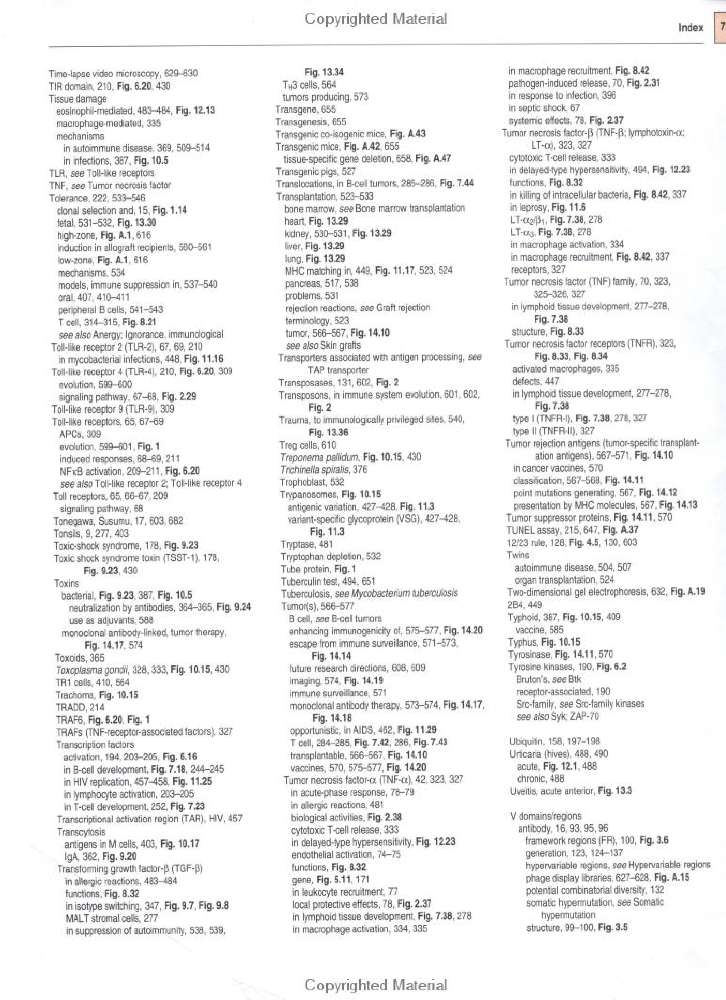 Copyrighted Material
Index
7
Time-lapse video microscopy, 629–630
TIR domain, 210, Fig. 6.20, 430
Tissue damage
eosinophil-mediated, 483–484, Fig. 12.13
macrophage-mediated, 335
mechanisms
in autoimmune disease, 369, 509–514
in infections, 387, Fig. 10.5
TLR, see Toll-like receptors
TNF, see Tumor necrosis factor
Tolerance, 222, 533–546
clonal selection and, 15, Fig. 1.14
fetal, 531–532, Fig. 13.30
high-zone, Fig. A.1, 616
induction in allograft recipients, 560–561
low-zone, Fig. A.1, 616
mechanisms, 534
models, immune suppression in, 537–540
oral, 407, 410–411
peripheral B cells, 541–543
T cell, 314–315, Fig. 8.21
see also Anergy; Ignorance, immunological
Toll-like receptor 2 (TLR-2), 67, 69, 210
in mycobacterial infections, 448, Fig. 11.16
Toll-like receptor 4 (TLR-4), 210, Fig. 6.20, 309
evolution, 599–600
signaling pathway, 67–68, Fig. 2.29
Toll-like receptor 9 (TLR-9), 309
Toll-like receptors, 65, 67–69
APCs, 309
evolution, 599–601, Fig. 1
induced responses, 68–69, 211
NFκB activation, 209–211, Fig. 6.20
see also Toll-like receptor 2; Toll-like receptor 4
Toll receptors, 65, 66–67, 209
signaling pathway, 68
Tonegawa, Susumu, 17, 603, 682
Tonsils, 9, 277, 403
Toxic-shock syndrome, 178, Fig. 9.23
Toxic shock syndrome toxin (TSST-1), 178,
Fig. 9.23, 430
Toxins
bacterial, Fig. 9.23, 387, Fig. 10.5
neutralization by antibodies, 364–365, Fig. 9.24
use as adjuvants, 588
monoclonal antibody-linked, tumor therapy,
Fig. 14.17, 574
Toxoids, 365
Toxoplasma gondii, 328, 333, Fig. 10.15, 430
TR1 cells, 410, 564
Trachoma, Fig. 10.15
TRADD, 214
TRAF6, Fig. 6.20, Fig. 1
TRAFs (TNF-receptor-associated factors), 327
Transcription factors
activation, 194, 203–205, Fig. 6.16
in B-cell development, Fig. 7.18, 244–245
in HIV replication, 457–458, Fig. 11.25
in lymphocyte activation, 203–205
in T-cell development, 252, Fig. 7.23
Transcriptional activation region (TAR), HIV, 457
Transcytosis
antigens in M cells, 403, Fig. 10.17
IgA, 362, Fig. 9.20
Transforming growth factor-β (TGF-β)
in allergic reactions, 483–484
functions, Fig. 8.32
in isotype switching, 347, Fig. 9.7, Fig. 9.8
MALT stromal cells, 277
in suppression of autoimmunity, 538, 539,
Fig. 13.34
TH3 cells, 564
tumors producing, 573
Transgene, 655
Transgenesis, 655
Transgenic co-isogenic mice, Fig. A.43
Transgenic mice, Fig. A.42, 655
tissue-specific gene deletion, 658, Fig. A.47
Transgenic pigs, 527
Translocations, in B-cell tumors, 285–286, Fig. 7.44
Transplantation, 523–533
bone marrow, see Bone marrow transplantation
heart, Fig. 13.29
kidney, 530–531, Fig. 13.29
liver, Fig. 13.29
lung, Fig. 13.29
MHC matching in, 449, Fig. 11.17, 523, 524
pancreas, 517, 538
problems, 531
rejection reactions, see Graft rejection
terminology, 523
tumor, 566–567, Fig. 14.10
see also Skin grafts
Transporters associated with antigen processing, see
TAP transporter
Transposases, 131, 602, Fig. 2
Transposons, in immune system evolution, 601, 602,
Fig. 2
Trauma, to immunologically privileged sites, 540,
Fig. 13.36
Treg cells, 610
Treponema pallidum, Fig. 10.15, 430
Trichinella spiralis, 376
Trophoblast, 532
Trypanosomes, Fig. 10.15
antigenic variation, 427–428, Fig. 11.3
variant-specific glycoprotein (VSG), 427–428,
Fig. 11.3
Tryptase, 481
Tryptophan depletion, 532
Tube protein, Fig. 1
Tuberculin test, 494, 651
Tuberculosis, see Mycobacterium tuberculosis
Tumor(s), 566–577
B cell, see B-cell tumors
enhancing immunogenicity of, 575–577, Fig. 14.20
escape from immune surveillance, 571–573,
Fig. 14.14
future research directions, 608, 609
imaging, 574, Fig. 14.19
immune surveillance, 571
monoclonal antibody therapy, 573–574, Fig. 14.17,
Fig. 14.18
opportunistic, in AIDS, 462, Fig. 11.29
T cell, 284–285, Fig. 7.42, 286, Fig. 7.43
transplantable, 566–567, Fig. 14.10
vaccines, 570, 575–577, Fig. 14.20
Tumor necrosis factor-α (TNF-α), 42, 323, 327
in acute-phase response, 78–79
in allergic reactions, 481
biological activities, Fig. 2.38
cytotoxic T-cell release, 333
in delayed-type hypersensitivity, Fig. 12.23
endothelial activation, 74–75
functions, Fig. 8.32
gene, Fig. 5.11, 171
in leukocyte recruitment, 77
local protective effects, 78, Fig. 2.37
in lymphoid tissue development, Fig. 7.38, 278
in macrophage activation, 334, 335
in macrophage recruitment, Fig. 8.42
pathogen-induced release, 70, Fig. 2.31
in response to infection, 396
in septic shock, 67
systemic effects, 78, Fig. 2.37
Tumor necrosis factor-β (TNF-β; lymphotoxin-α;
LT-α), 323, 327
cytotoxic T-cell release, 333
in delayed-type hypersensitivity, 494, Fig. 12.23
functions, Fig. 8.32
in killing of intracellular bacteria, Fig. 8.42, 337
in leprosy, Fig. 11.6
LT-α2/β1, Fig. 7.38, 278
LT-α3, Fig. 7.38, 278
in macrophage activation, 334
in macrophage recruitment, Fig. 8.42, 337
receptors, 327
Tumor necrosis factor (TNF) family, 70, 323,
325–326, 327
in lymphoid tissue development, 277–278,
Fig. 7.38
structure, Fig. 8.33
Tumor necrosis factor receptors (TNFR), 323,
Fig. 8.33, Fig. 8.34
activated macrophages, 335
defects, 447
in lymphoid tissue development, 277–278,
Fig. 7.38
type I (TNFR-I), Fig. 7.38, 278, 327
type II (TNFR-II), 327
Tumor rejection antigens (tumor-specific transplant-
ation antigens), 567–571, Fig. 14.10
in cancer vaccines, 570
classification, 567–568, Fig. 14.11
point mutations generating, 567, Fig. 14.12
presentation by MHC molecules, 567, Fig. 14.13
Tumor suppressor proteins, Fig. 14.11, 570
TUNEL assay, 215, 647, Fig. A.37
12/23 rule, 128, Fig. 4.5, 130, 603
Twins
autoimmune disease, 504, 507
organ transplantation, 524
Two-dimensional gel electrophoresis, 632, Fig. A.19
2B4, 449
Typhoid, 387, Fig. 10.15, 409
vaccine, 585
Typhus, Fig. 10.15
Tyrosinase, Fig. 14.11, 570
Tyrosine kinases, 190, Fig. 6.2
Bruton's, see Btk
receptor-associated, 190
Src-family, see Src-family kinases
see also Syk; ZAP-70
Ubiquitin, 158, 197–198
Urticaria (hives), 488, 490
acute, Fig. 12.1, 488
chronic, 488
Uveitis, acute anterior, Fig. 13.3
V domains/regions
antibody, 16, 93, 95, 96
framework regions (FR), 100, Fig. 3.6
generation, 123, 124–137
hypervariable regions, see Hypervariable regions
phage display libraries, 627–628, Fig. A.15
potential combinatorial diversity, 132
somatic hypermutation, see Somatic
hypermutation
structure, 99–100, Fig. 3.5
Copyrighted Material